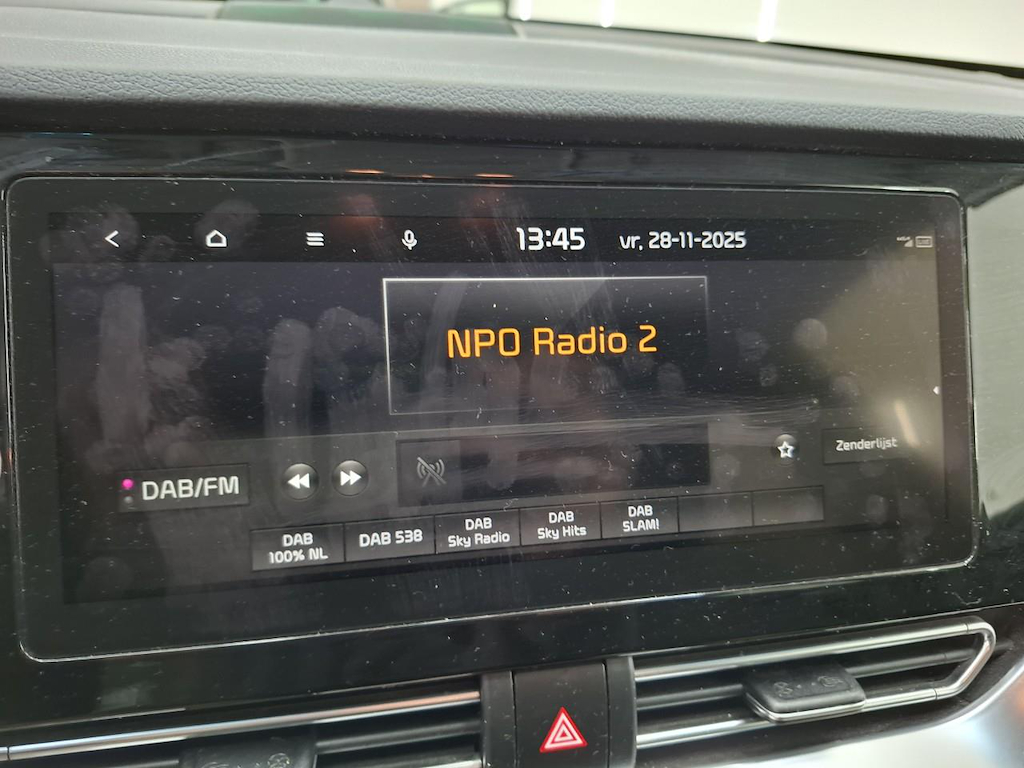 13:45 vr, 28-11-2025
NPO Radio 2
Zenderlijst
DAB/FM
DAB
100% NL
DAB 538
DAB
Sky Radio
DAB
Sky Hits
DAB
SLAM!